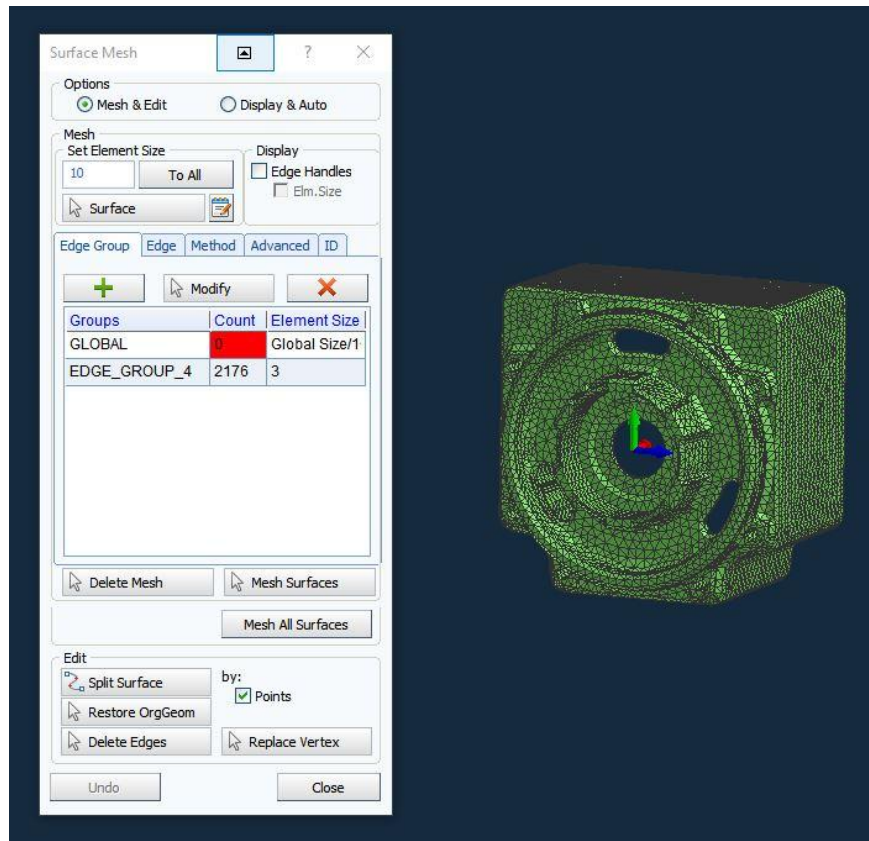 Surface Mesh ?
Options
Mesh & Edit Display & Auto
Mesh
Set Element Size Display
10 To All Edge Handles
Elm.Size
Surface
Edge Group Edge Method Advanced ID
Modify
Groups Count Element Size
GLOBAL 0 Global Size/1
EDGE_GROUP_4 2176 3
Delete Mesh Mesh Surfaces
Mesh All Surfaces
Edit
Split Surface by:
Points
Restore OrgGeom
Delete Edges Replace Vertex
Undo Close